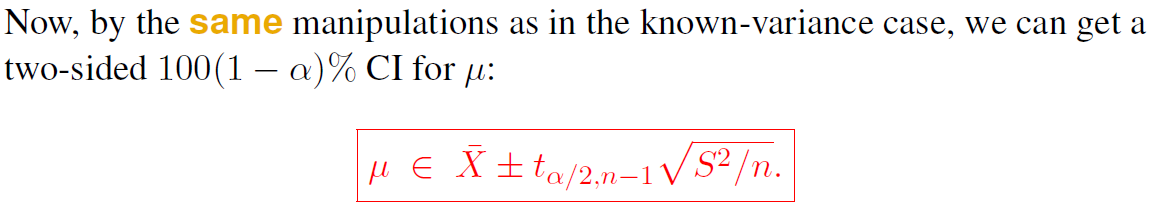 Now, by the same manipulations as in the known-variance case, we can get a
two-sided 100(1 − α)% CI for μ:
μ ∈ X̄ ± t_{α/2,n−1}√(S²/n).